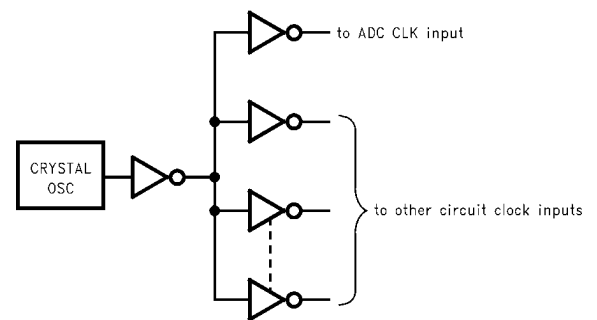 to ADC CLK input
CRYSTAL
OSC
to other circuit clock inputs